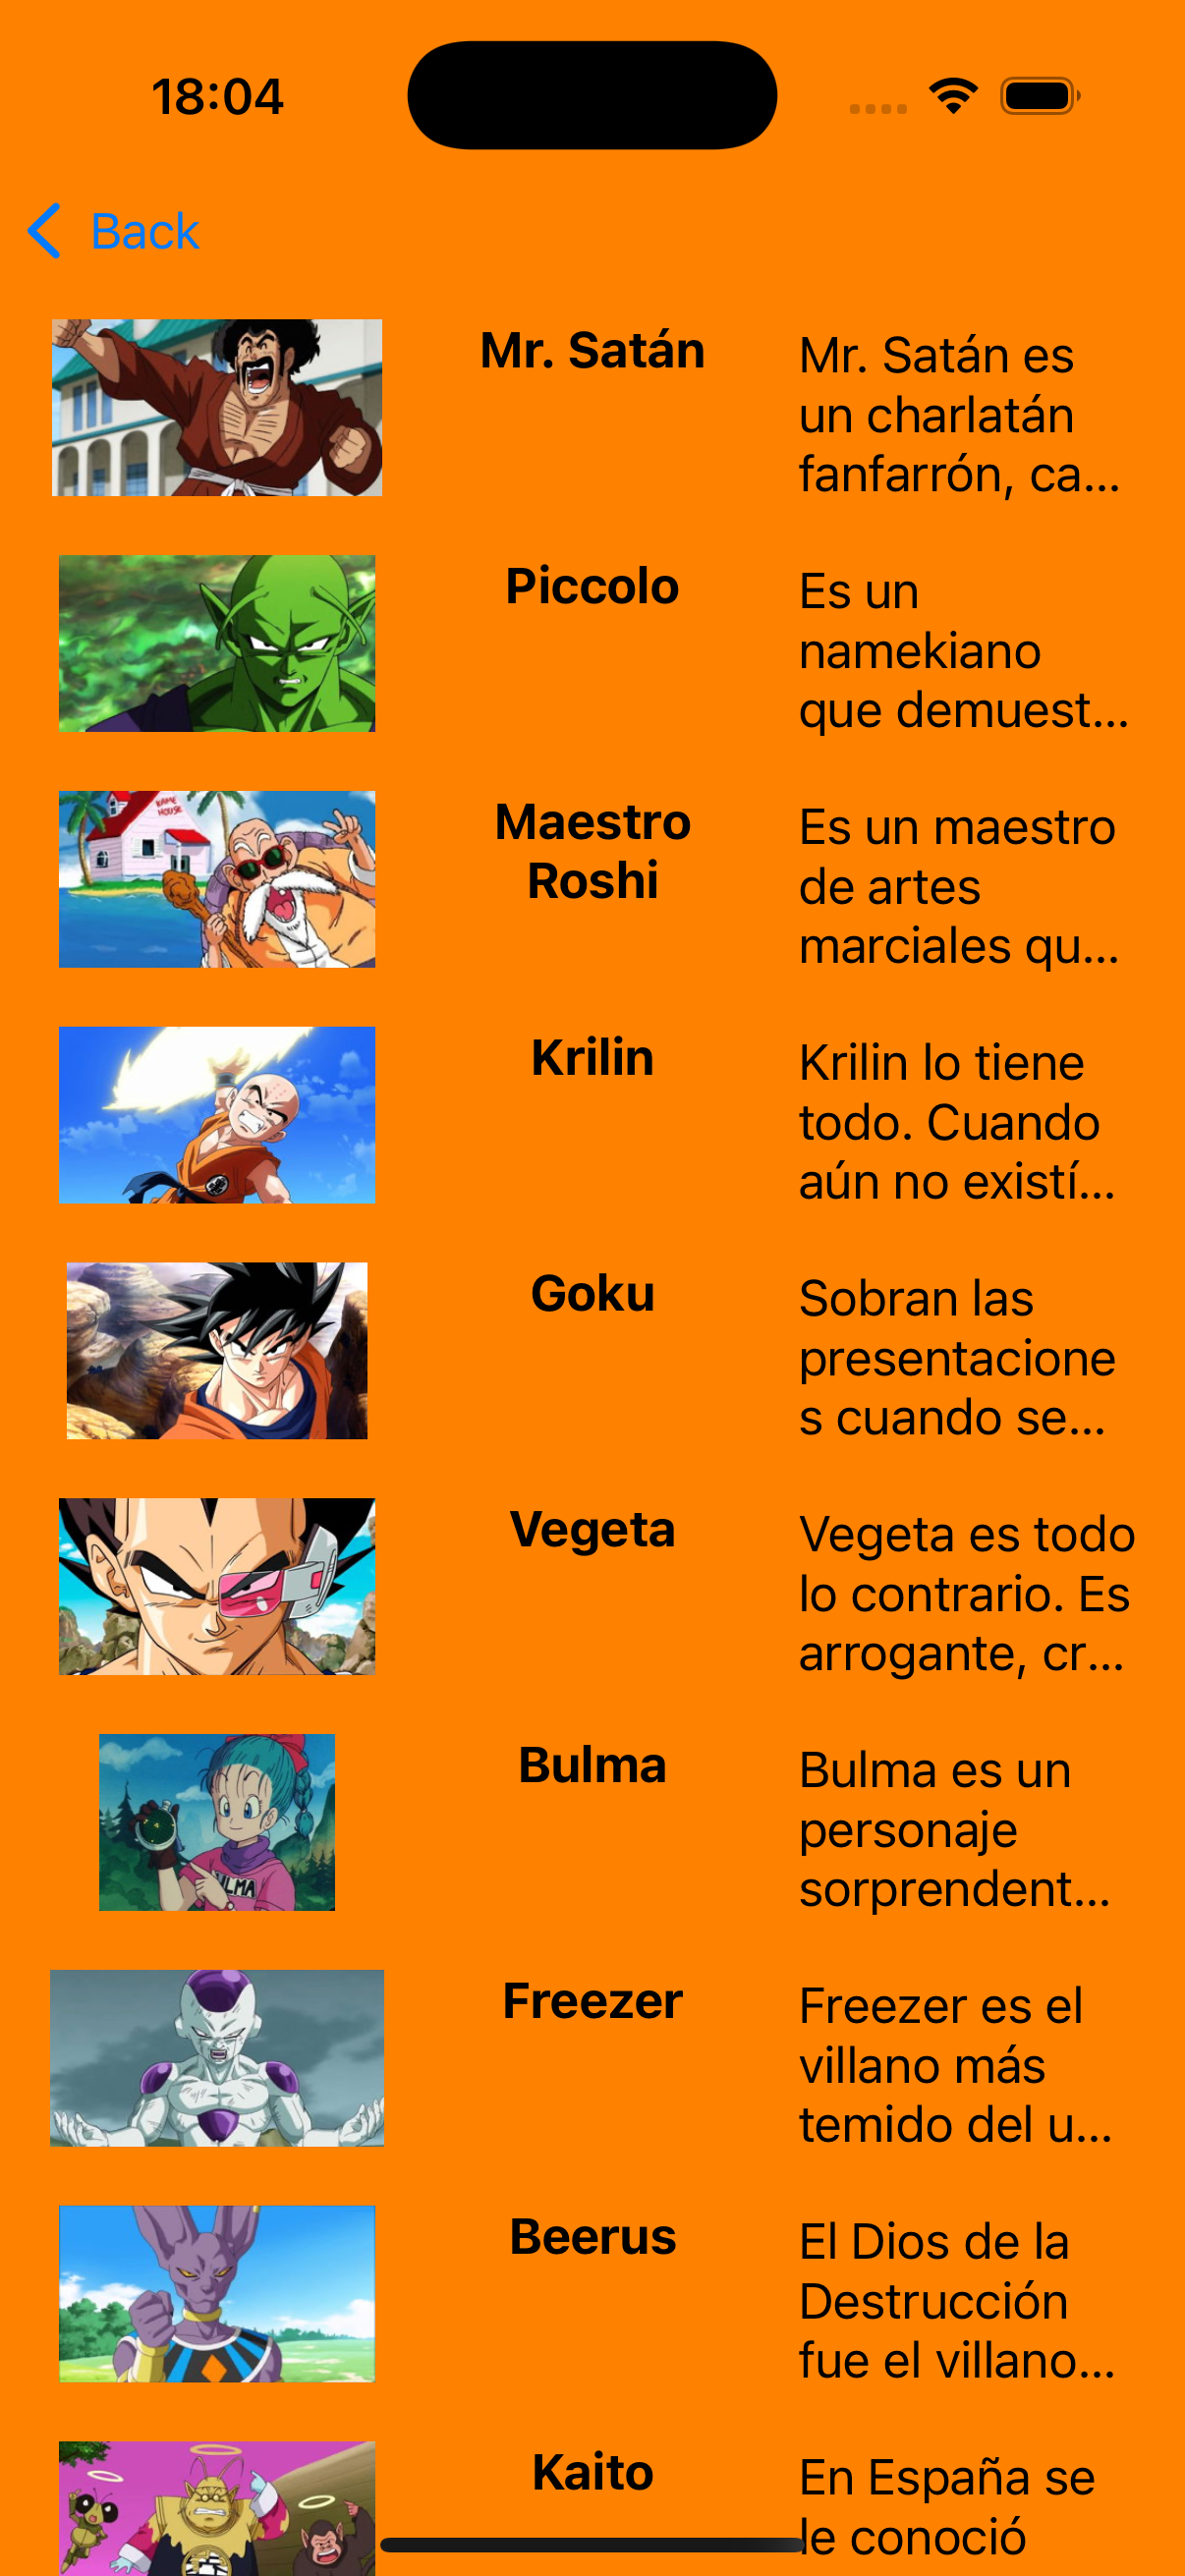 18:04
Back
Mr. Satán
Mr. Satán es
un charlatán
fanfarrón, ca...
Piccolo
Es un
namekiano
que demuest...
KAME
HOUSE
Maestro
Roshi
Es un maestro
de artes
marciales qu...
Krilin
Krilin lo tiene
todo. Cuando
aún no existí...
Goku
Sobran las
presentacione
s cuando se...
Vegeta
Vegeta es todo
lo contrario. Es
arrogante, cr...
ULMA
Bulma
Bulma es un
personaje
sorprendent...
Freezer
Freezer es el
villano más
temido del u...
Beerus
El Dios de la
Destrucción
fue el villano...
Kaito
En España se
le conoció